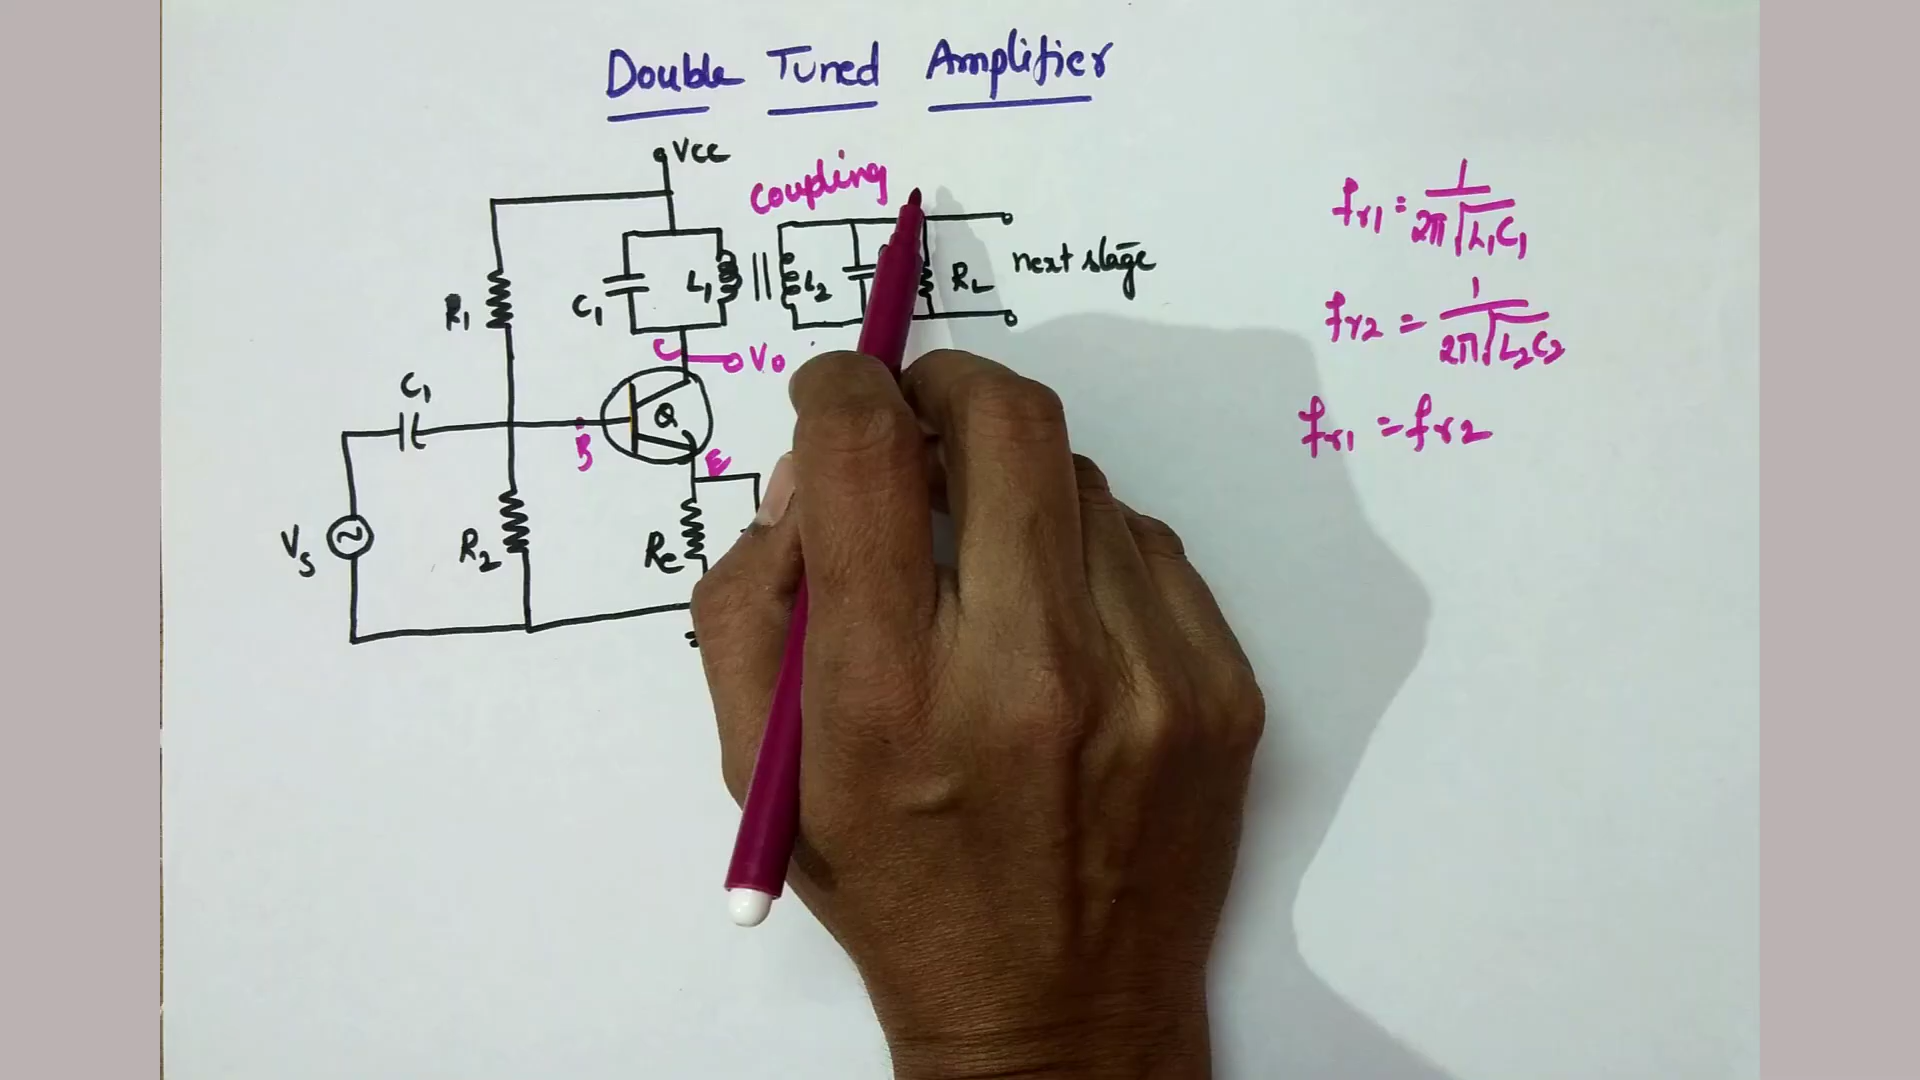 Double Tuned Amplifier
Vcc
Coupling
R1
C1
L1
L2
RL
next stage
C
Vo
C1
B
Q
E
Vs
R2
Re
fr1 = 1/2π√L1C1
fr2 = 1/2π√L2C2
fr1 = fr2